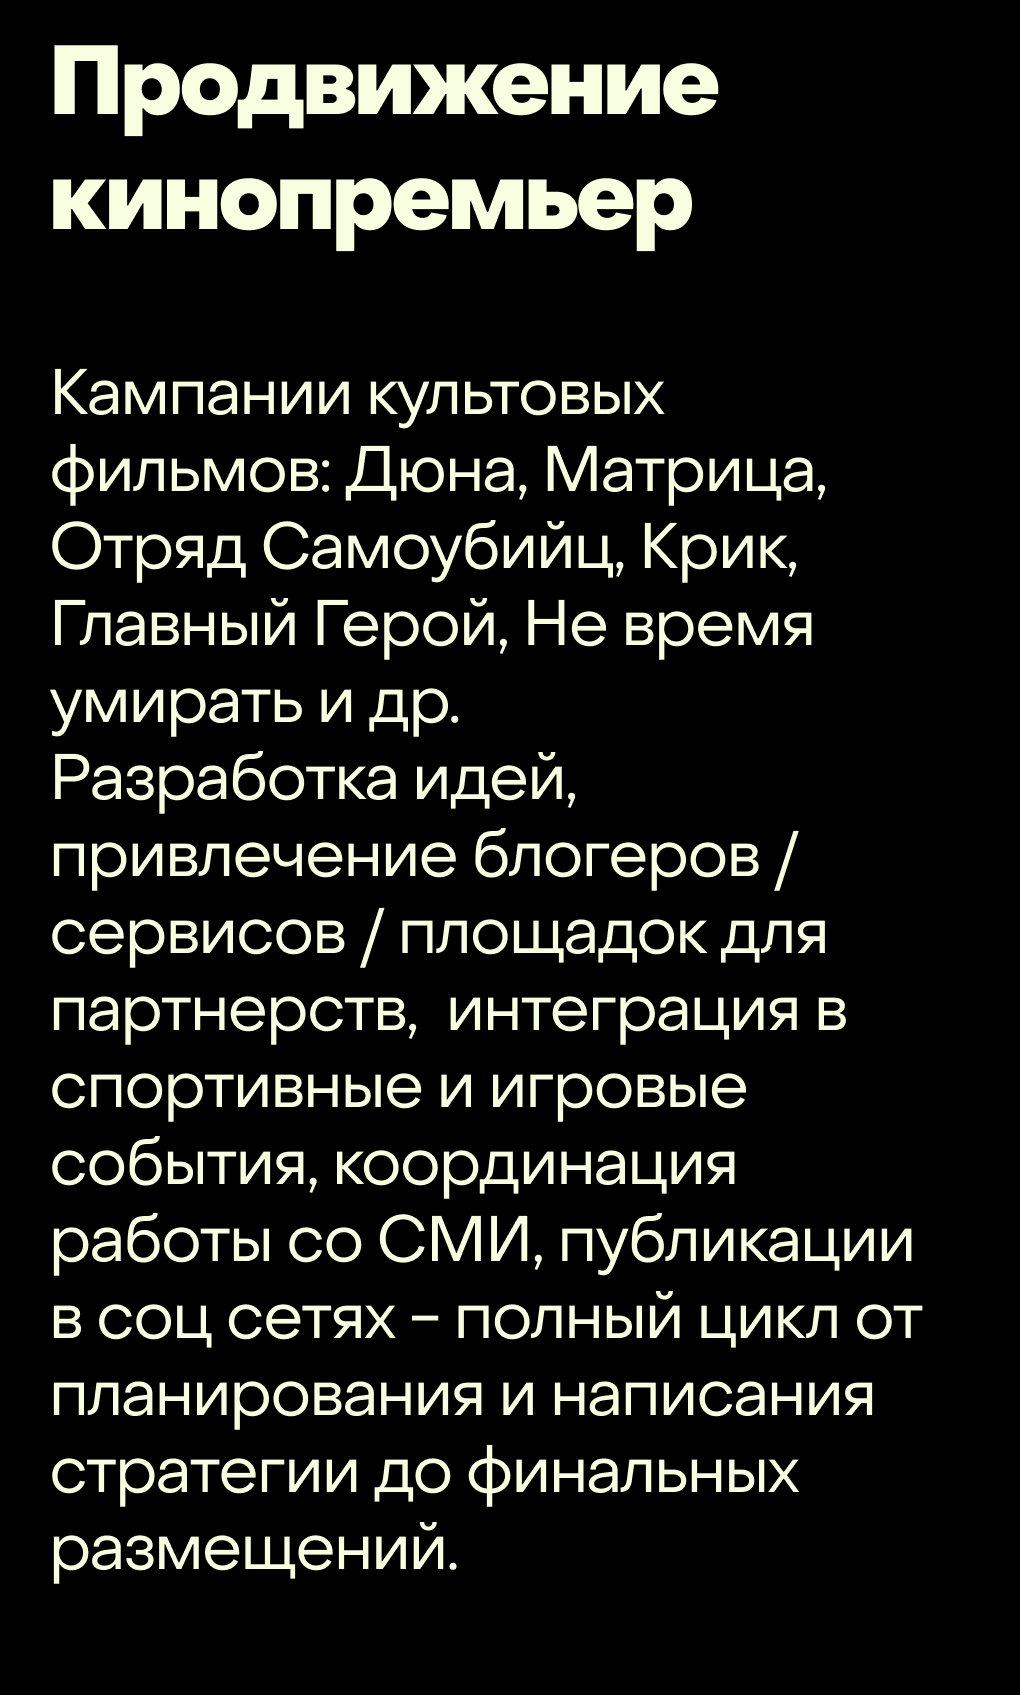 Продвижение
кинопремьер
Кампании культовых
фильмов: Дюна, Матрица,
Отряд Самоубийц, Крик,
Главный Герой, Не время
умирать и др.
Разработка идей,
привлечение блогеров /
сервисов / площадок для
партнерств,  интеграция в
спортивные и игровые
события, координация
работы со СМИ, публикации
в соц сетях – полный цикл от
планирования и написания
стратегии до финальных
размещений.